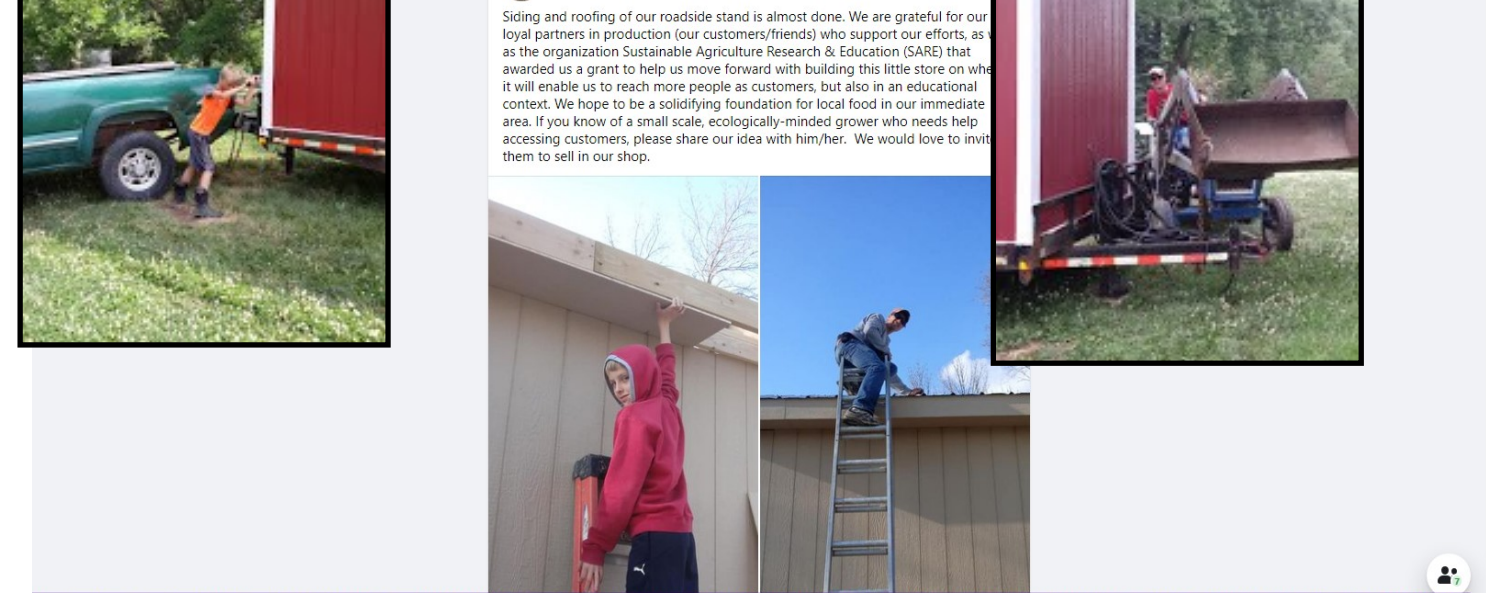 Siding and roofing of our roadside stand is almost done. We are grateful for our
loyal partners in production (our customers/friends) who support our efforts, as
as the organization Sustainable Agriculture Research & Education (SARE) that
awarded us a grant to help us move forward with building this little store on
it will enable us to reach more people as customers, but also in an educational
context. We hope to be a solidifying foundation for local food in our immediate
area. If you know of a small scale, ecologically-minded grower who needs help
accessing customers, please share our idea with him/her.  We would love to
them to sell in our shop.
7